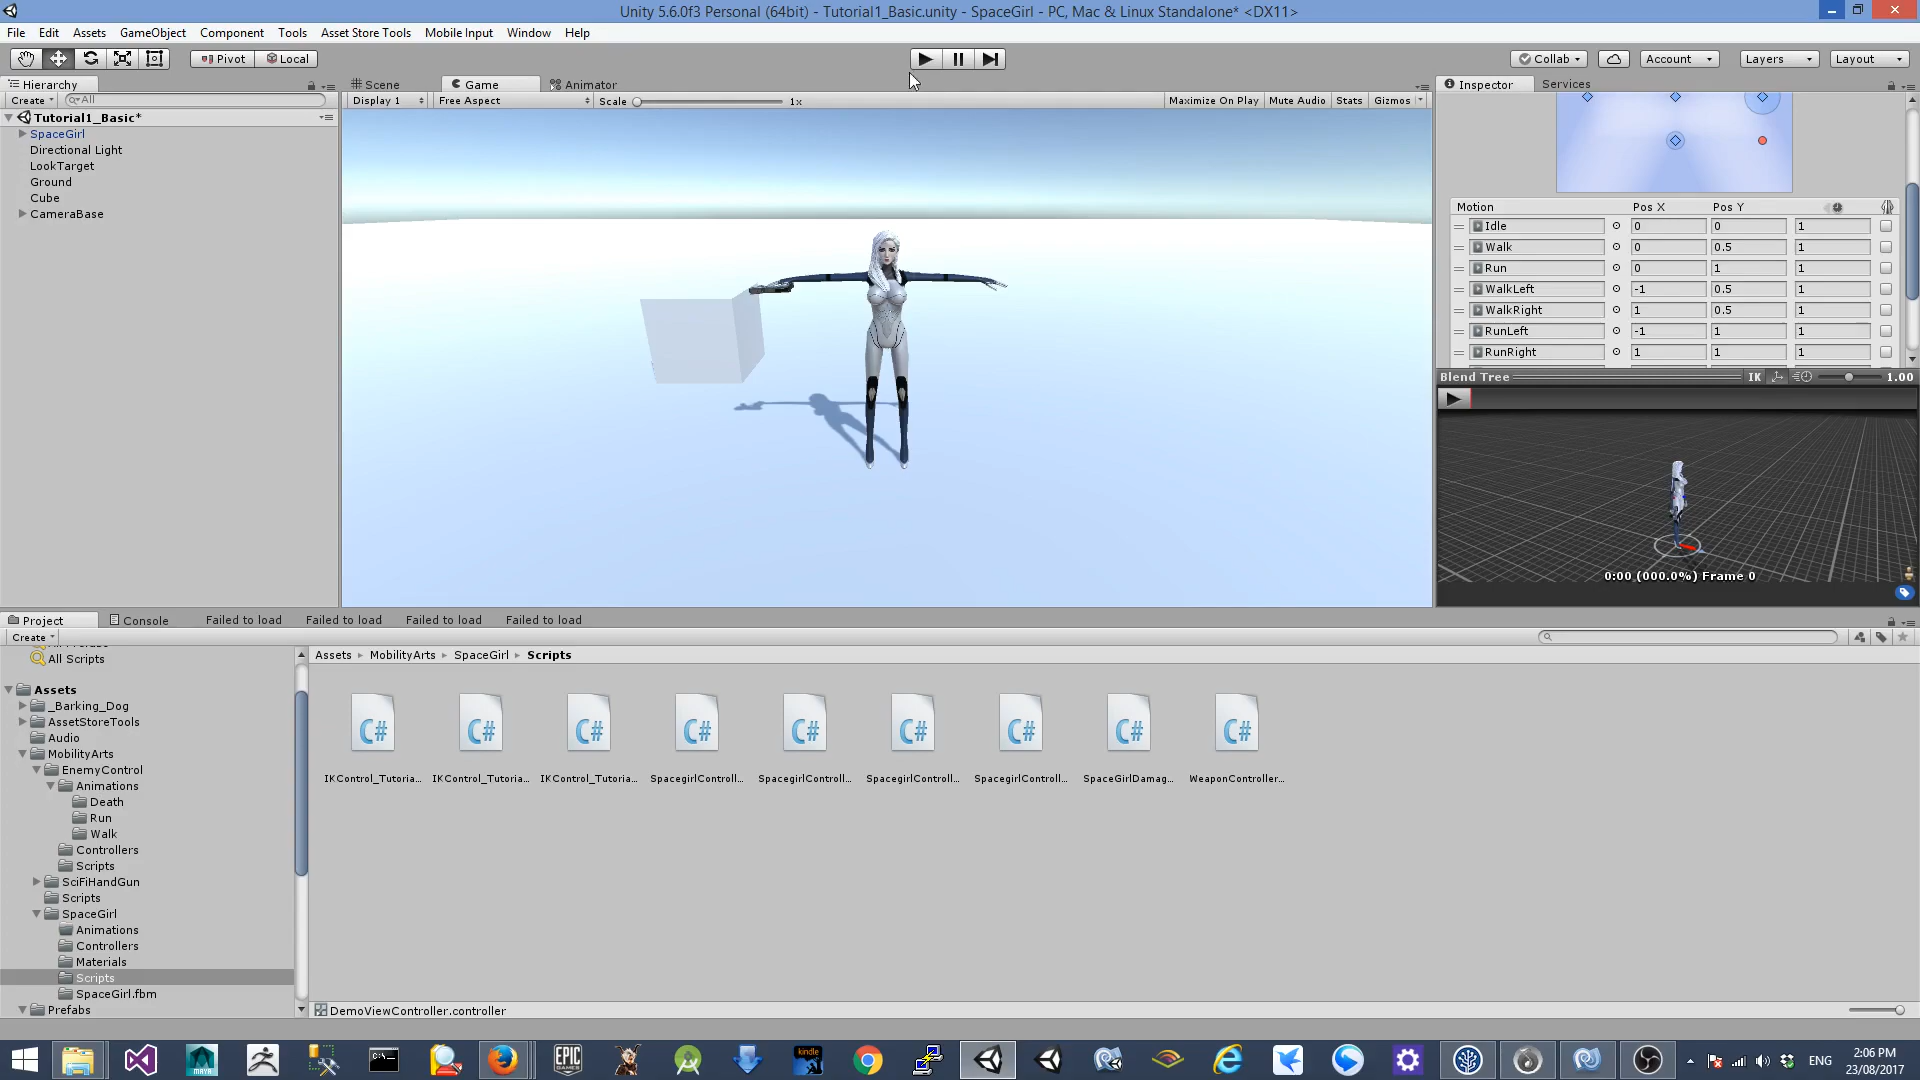 Unity 5.6.0f3 Personal (64bit) - Tutorial1_Basic.unity - SpaceGirl - PC, Mac & Linux Standalone* <DX11>
File Edit Assets GameObject Component Tools Asset Store Tools Mobile Input Window Help
Pivot Local Collab Account Layers Layout
Hierarchy Scene Game Animator Inspector Services
Create All Display 1 Free Aspect Scale 1x Maximize On Play Mute Audio Stats Gizmos
Tutorial1_Basic*
SpaceGirl
Directional Light
LookTarget
Ground
Cube
CameraBase
Motion Pos X Pos Y
Idle 0 0 1
Walk 0 0.5 1
Run 0 1 1
WalkLeft -1 0.5 1
WalkRight 1 0.5 1
RunLeft -1 1 1
RunRight 1 1 1
Blend Tree IK 1.00
0:00 (000.0%) Frame 0
Project Console Failed to load Failed to load Failed to load Failed to load
Create
All Scripts
Assets
_Barking_Dog
AssetStoreTools
Audio
MobilityArts
EnemyControl
Animations
Death
Run
Walk
Controllers
Scripts
SciFiHandGun
Scripts
SpaceGirl
Animations
Controllers
Materials
Scripts
SpaceGirl.fbm
Prefabs
Assets MobilityArts SpaceGirl Scripts
C# C# C# C# C# C# C# C# C#
IKControl_Tutoria... IKControl_Tutoria... IKControl_Tutoria... SpacegirlControll... SpacegirlControll... SpacegirlControll... SpacegirlControll... SpaceGirlDamag... WeaponController...
DemoViewController.controller
MAYA
EPIC GAMES
kindle
ENG
2:06 PM
23/08/2017